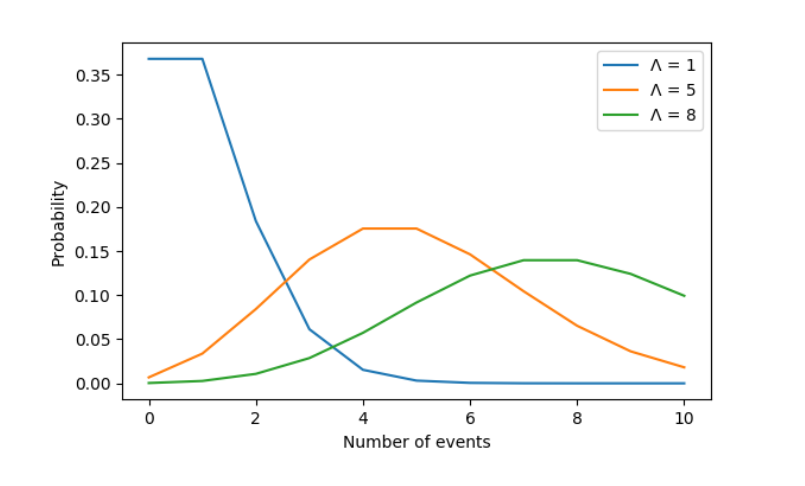 0.35
0.30
0.25
0.20
0.15
0.10
0.05
0.00
Probability
0 2 4 6 8 10
Number of events
Λ = 1
Λ = 5
Λ = 8